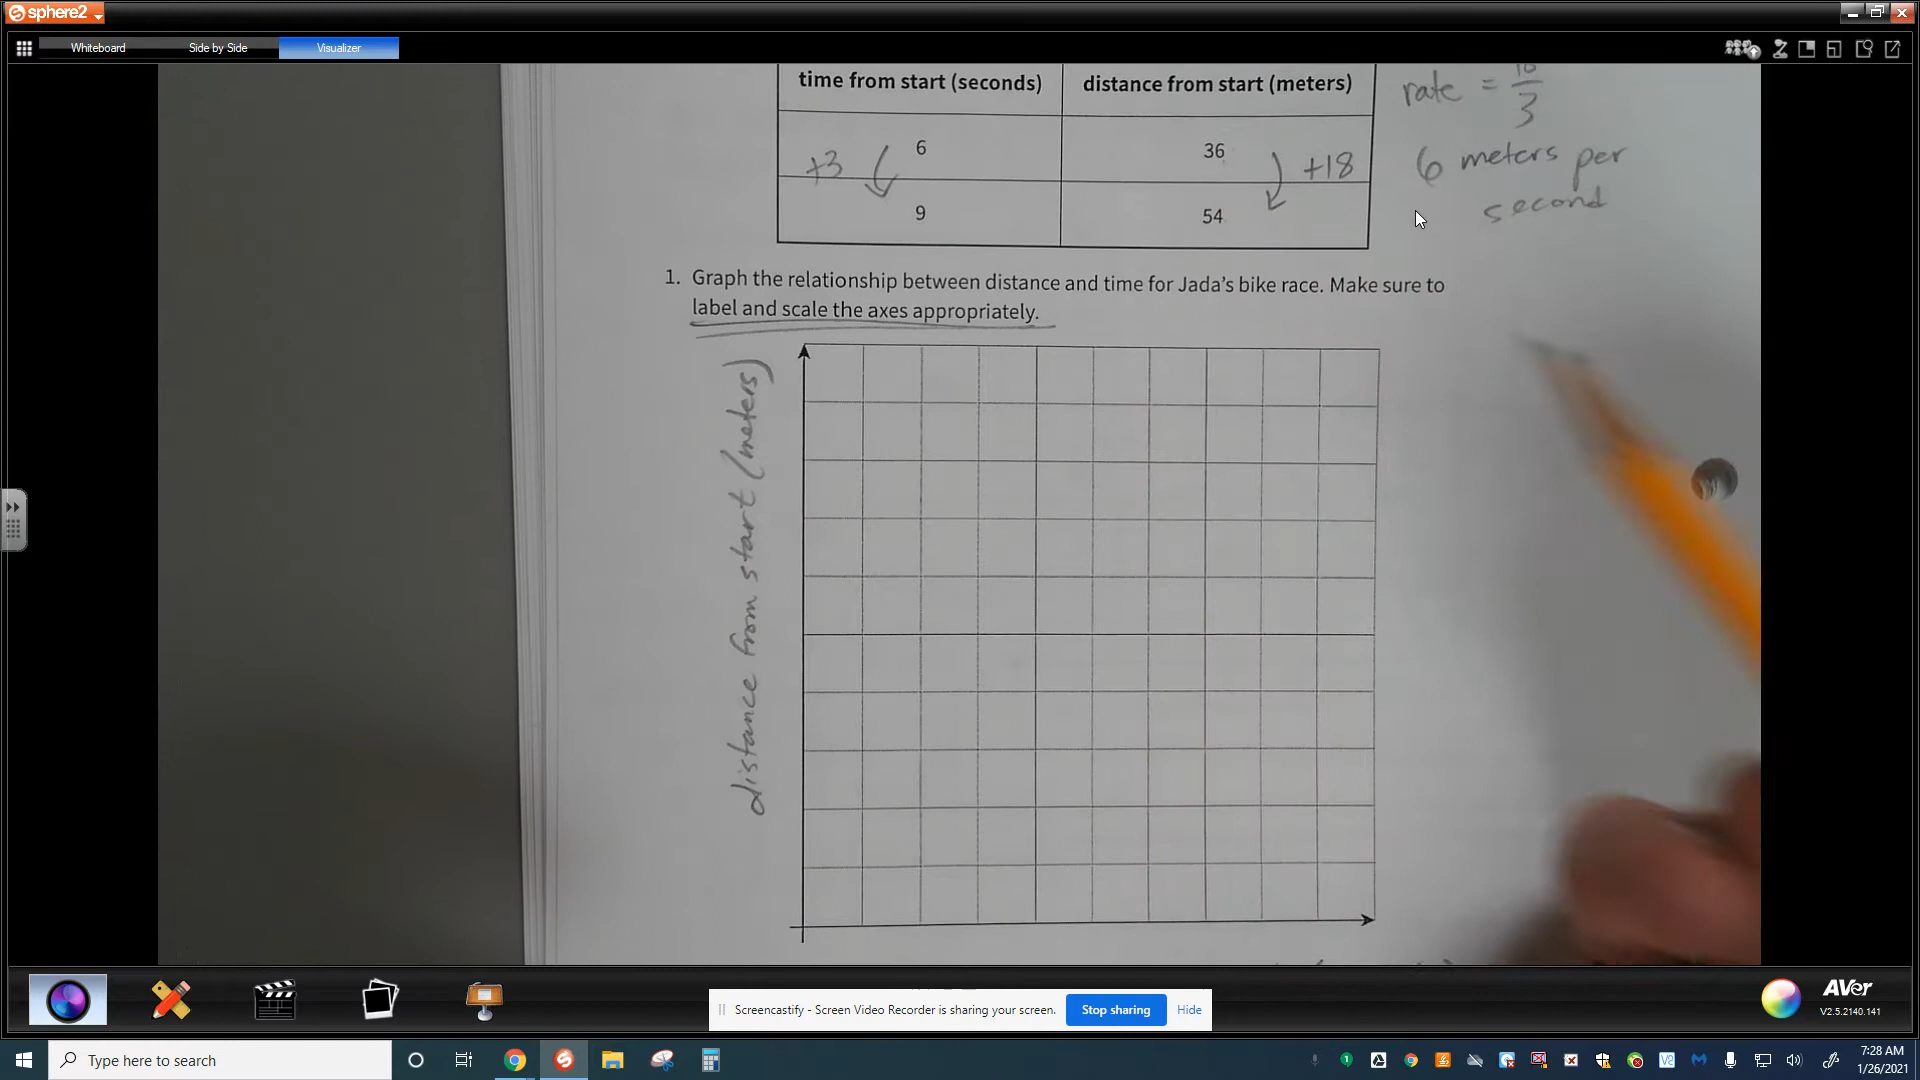 sphere2
Whiteboard
Side by Side
Visualizer
time from start (seconds)
distance from start (meters)
rate = 18/3
6
36
+3
+18
6 meters per
second
9
54
1. Graph the relationship between distance and time for Jada's bike race. Make sure to
label and scale the axes appropriately.
distance from start (meters)
Screencastify - Screen Video Recorder is sharing your screen.
Stop sharing
Hide
AVer
V2.5.2140.141
Type here to search
7:28 AM
1/26/2021